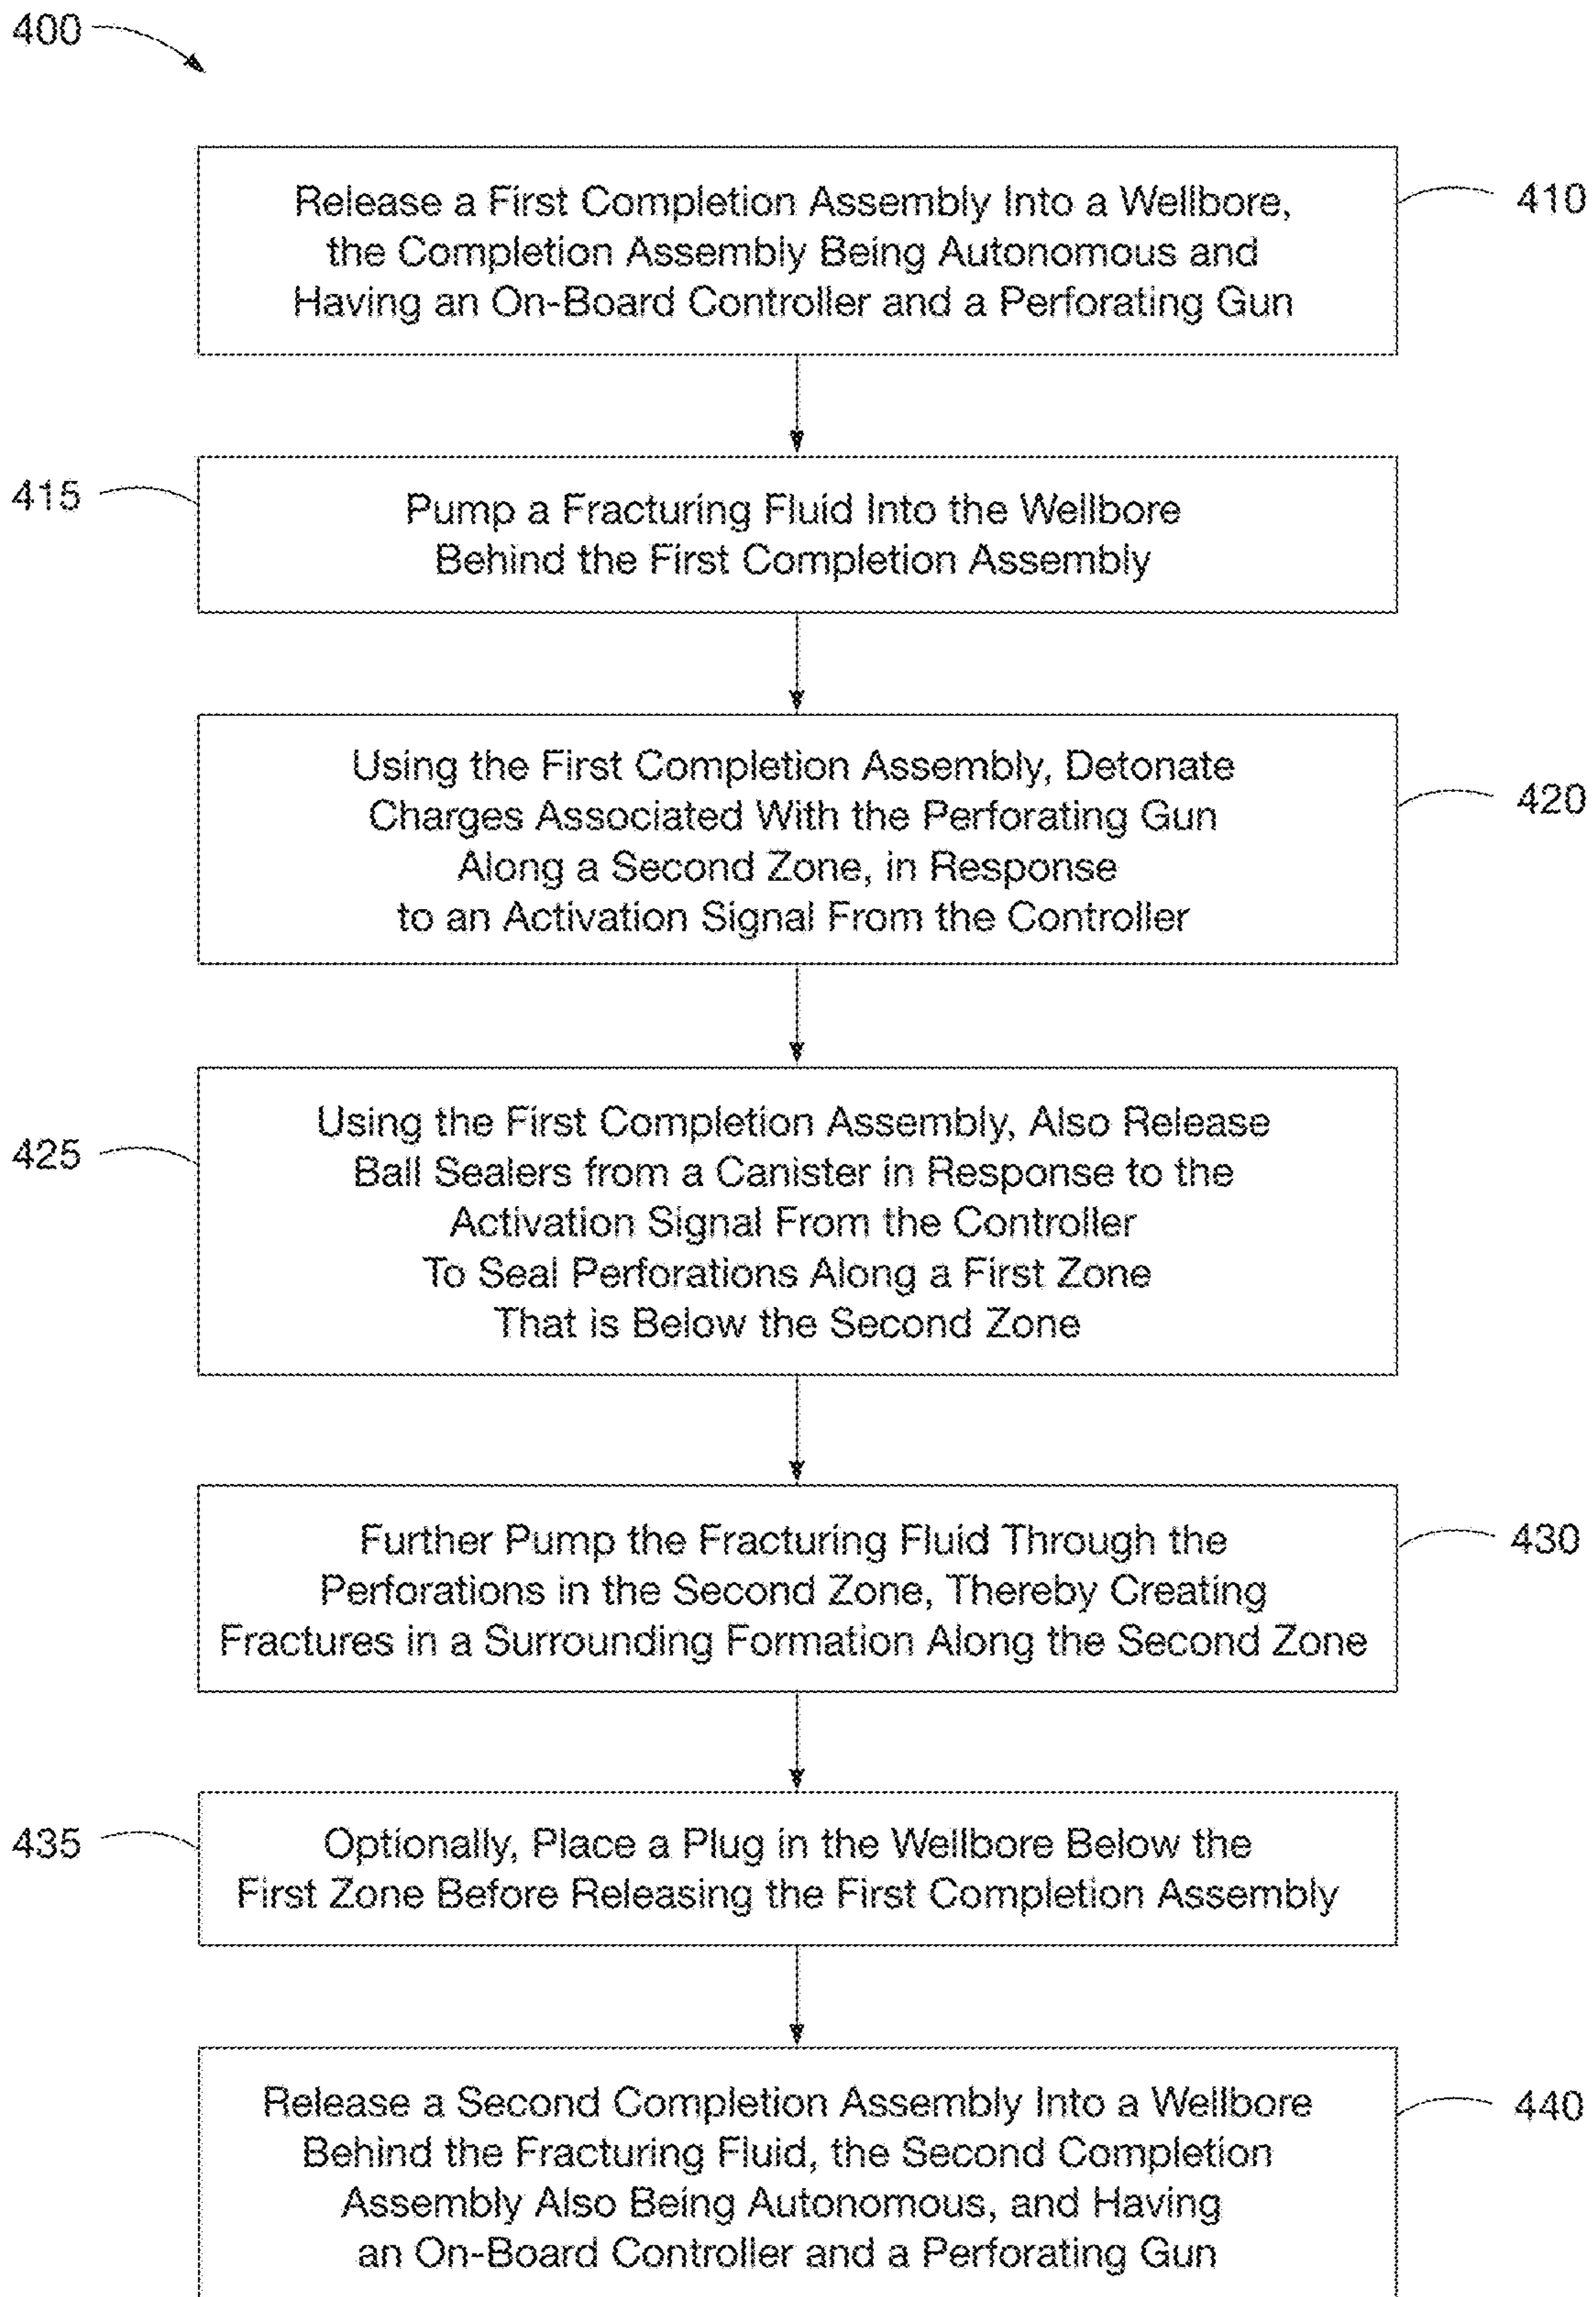 400
Release a First Completion Assembly Into a Wellbore,
the Completion Assembly Being Autonomous and
Having an On-Board Controller and a Perforating Gun
410
415
Pump a Fracturing Fluid Into the Wellbore
Behind the First Completion Assembly
Using the First Completion Assembly, Detonate
Charges Associated With the Perforating Gun
Along a Second Zone, in Response
to an Activation Signal From the Controller
420
425
Using the First Completion Assembly, Also Release
Ball Sealers from a Canister in Response to the
Activation Signal From the Controller
To Seal Perforations Along a First Zone
That is Below the Second Zone
Further Pump the Fracturing Fluid Through the
Perforations in the Second Zone, Thereby Creating
Fractures in a Surrounding Formation Along the Second Zone
430
435
Optionally, Place a Plug in the Wellbore Below the
First Zone Before Releasing the First Completion Assembly
Release a Second Completion Assembly Into a Wellbore
Behind the Fracturing Fluid, the Second Completion
Assembly Also Being Autonomous, and Having
an On-Board Controller and a Perforating Gun
440